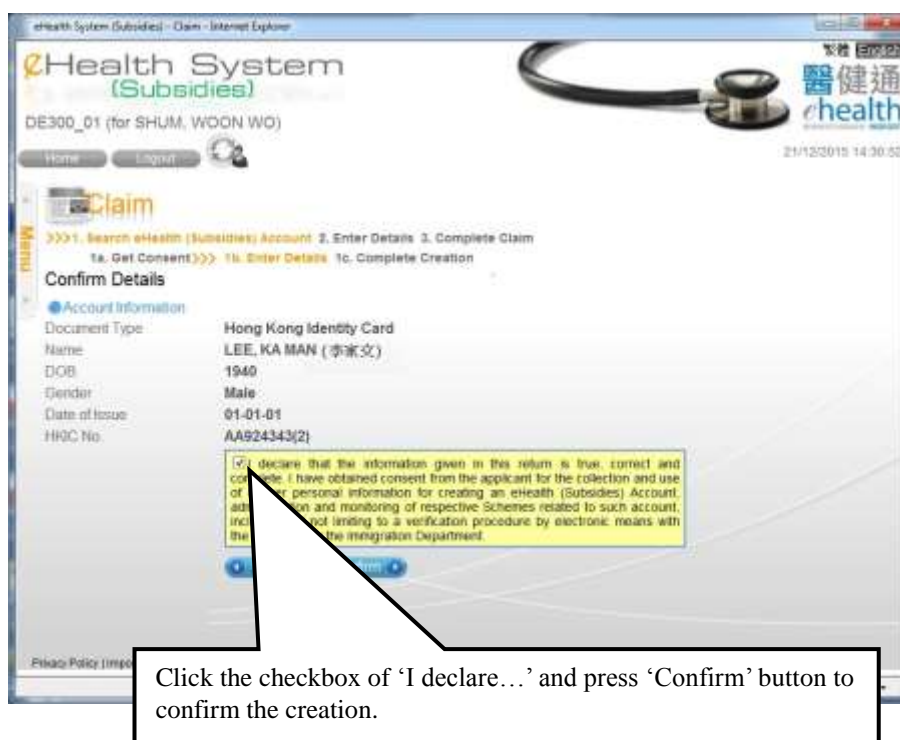 eHealth System (Subsidies) - Claim - Internet Explorer
eHealth System
(Subsidies)
繁體 English
醫健通
ehealth
DE300_01 (for SHUM, WOON WO)
Home Logout
21/12/2015 14:30:52
Menu
Claim
>>>1. Search eHealth (Subsidies) Account 2. Enter Details 3. Complete Claim
1a. Get Consent>>> 1b. Enter Details 1c. Complete Creation
Confirm Details
Account Information
Document Type Hong Kong Identity Card
Name LEE, KA MAN (李家文)
DOB 1940
Gender Male
Date of Issue 01-01-01
HKIC No. AA924343(2)
I declare that the information given in this return is true, correct and
I have obtained consent from the applicant for the collection and use
of personal information for creating an eHealth (Subsidies) Account,
and monitoring of respective Schemes related to such account,
not limiting to a verification procedure by electronic means with
the the Immigration Department.
Privacy Policy
Click the checkbox of ‘I declare…’ and press ‘Confirm’ button to
confirm the creation.